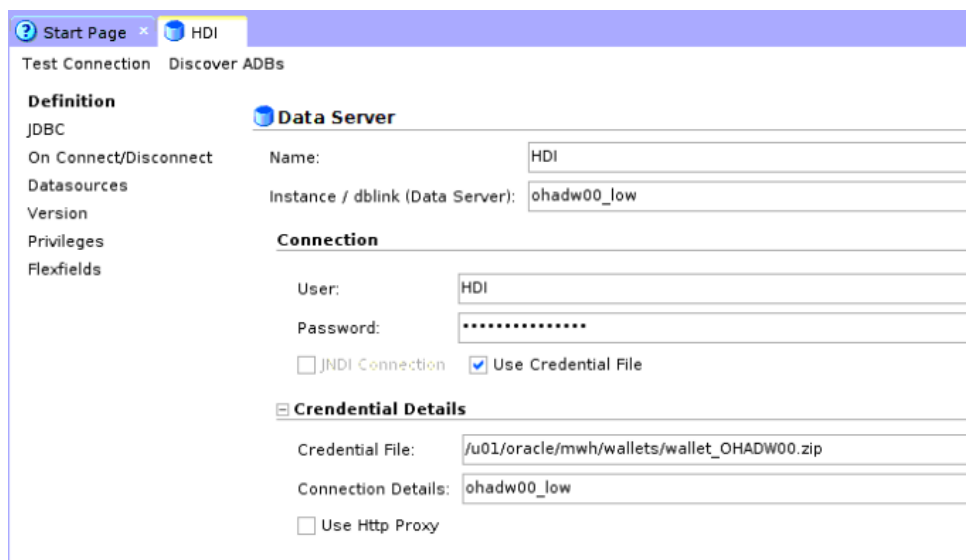 Start Page HDI
Test Connection Discover ADBs
Definition
JDBC
On Connect/Disconnect
Datasources
Version
Privileges
Flexfields
Data Server
Name: HDI
Instance / dblink (Data Server): ohadw00_low
Connection
User: HDI
Password: •••••••••••••••
JNDI Connection Use Credential File
Crendential Details
Credential File: /u01/oracle/mwh/wallets/wallet_OHADW00.zip
Connection Details: ohadw00_low
Use Http Proxy